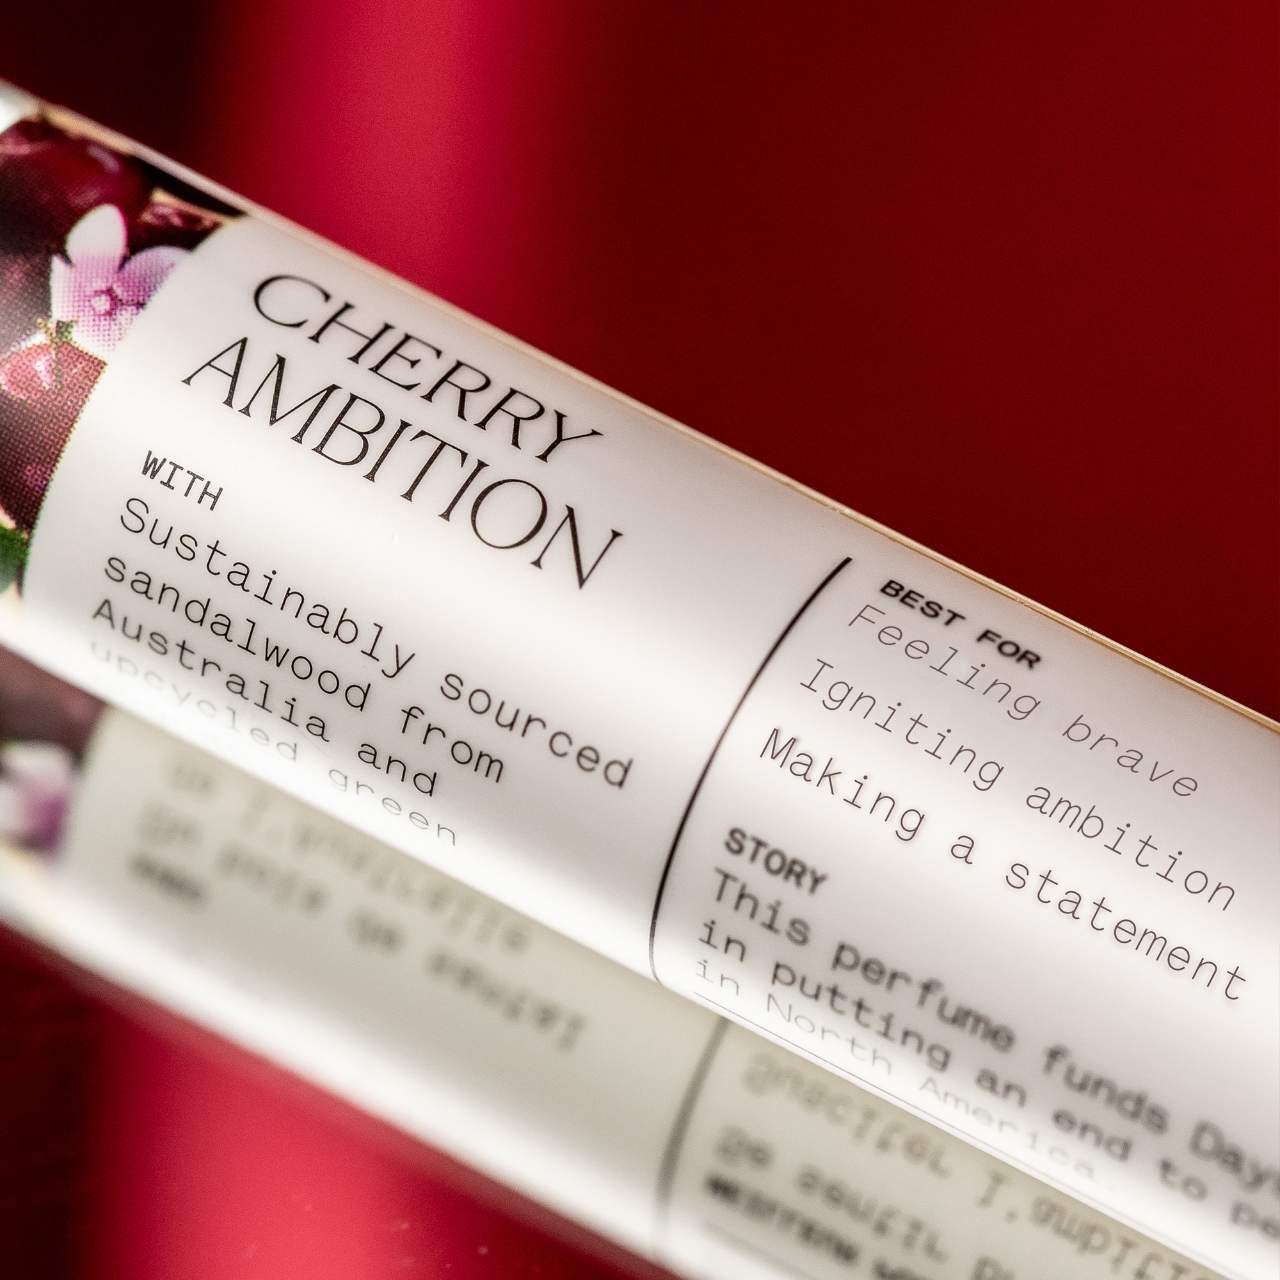 CHERRY
AMBITION
WITH
Sustainably sourced
sandalwood from
Australia and
upcycled green
BEST FOR
Feeling brave
Igniting ambition
Making a statement
STORY
This perfume funds
in putting an end to
in North America.